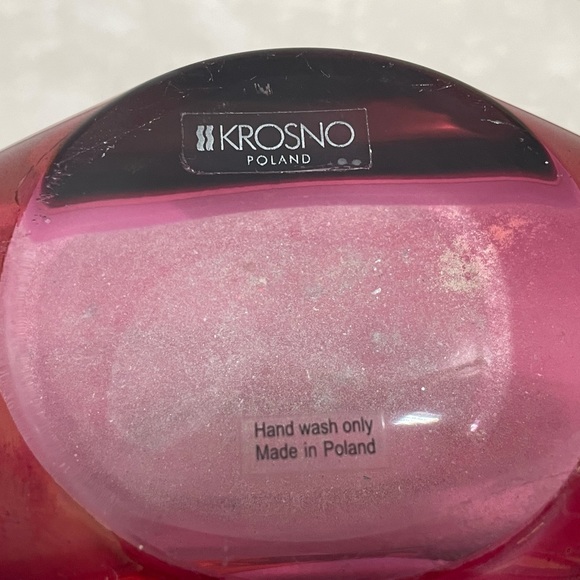 KROSNO
POLAND
Hand wash only
Made in Poland